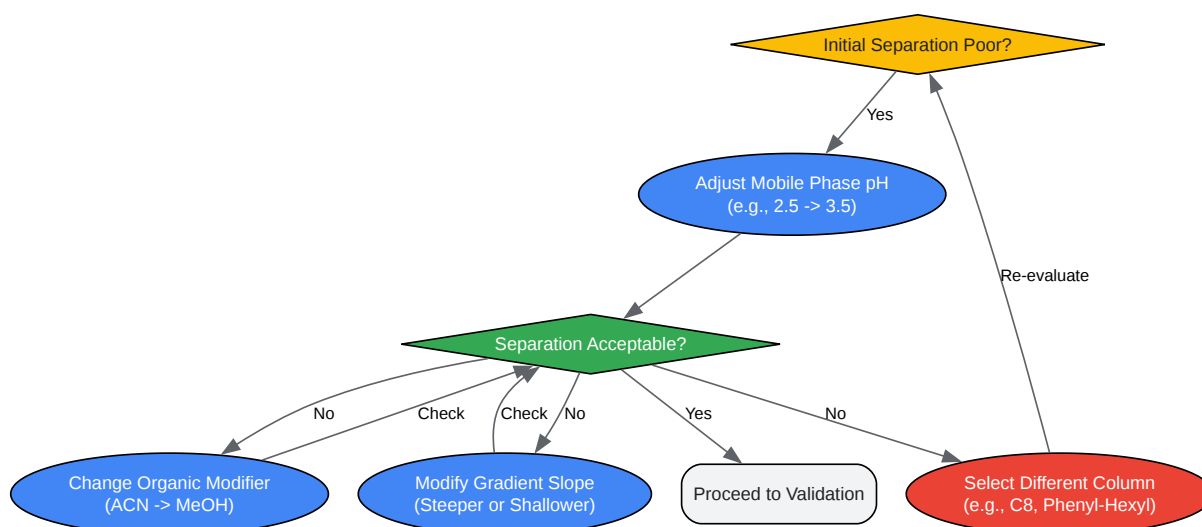 Initial Separation Poor?
Yes
Adjust Mobile Phase pH
(e.g., 2.5 -> 3.5)
Re-evaluate
Separation Acceptable?
No
Check
Check
No
Yes
No
Change Organic Modifier
(ACN -> MeOH)
Modify Gradient Slope
(Steeper or Shallower)
Proceed to Validation
Select Different Column
(e.g., C8, Phenyl-Hexyl)